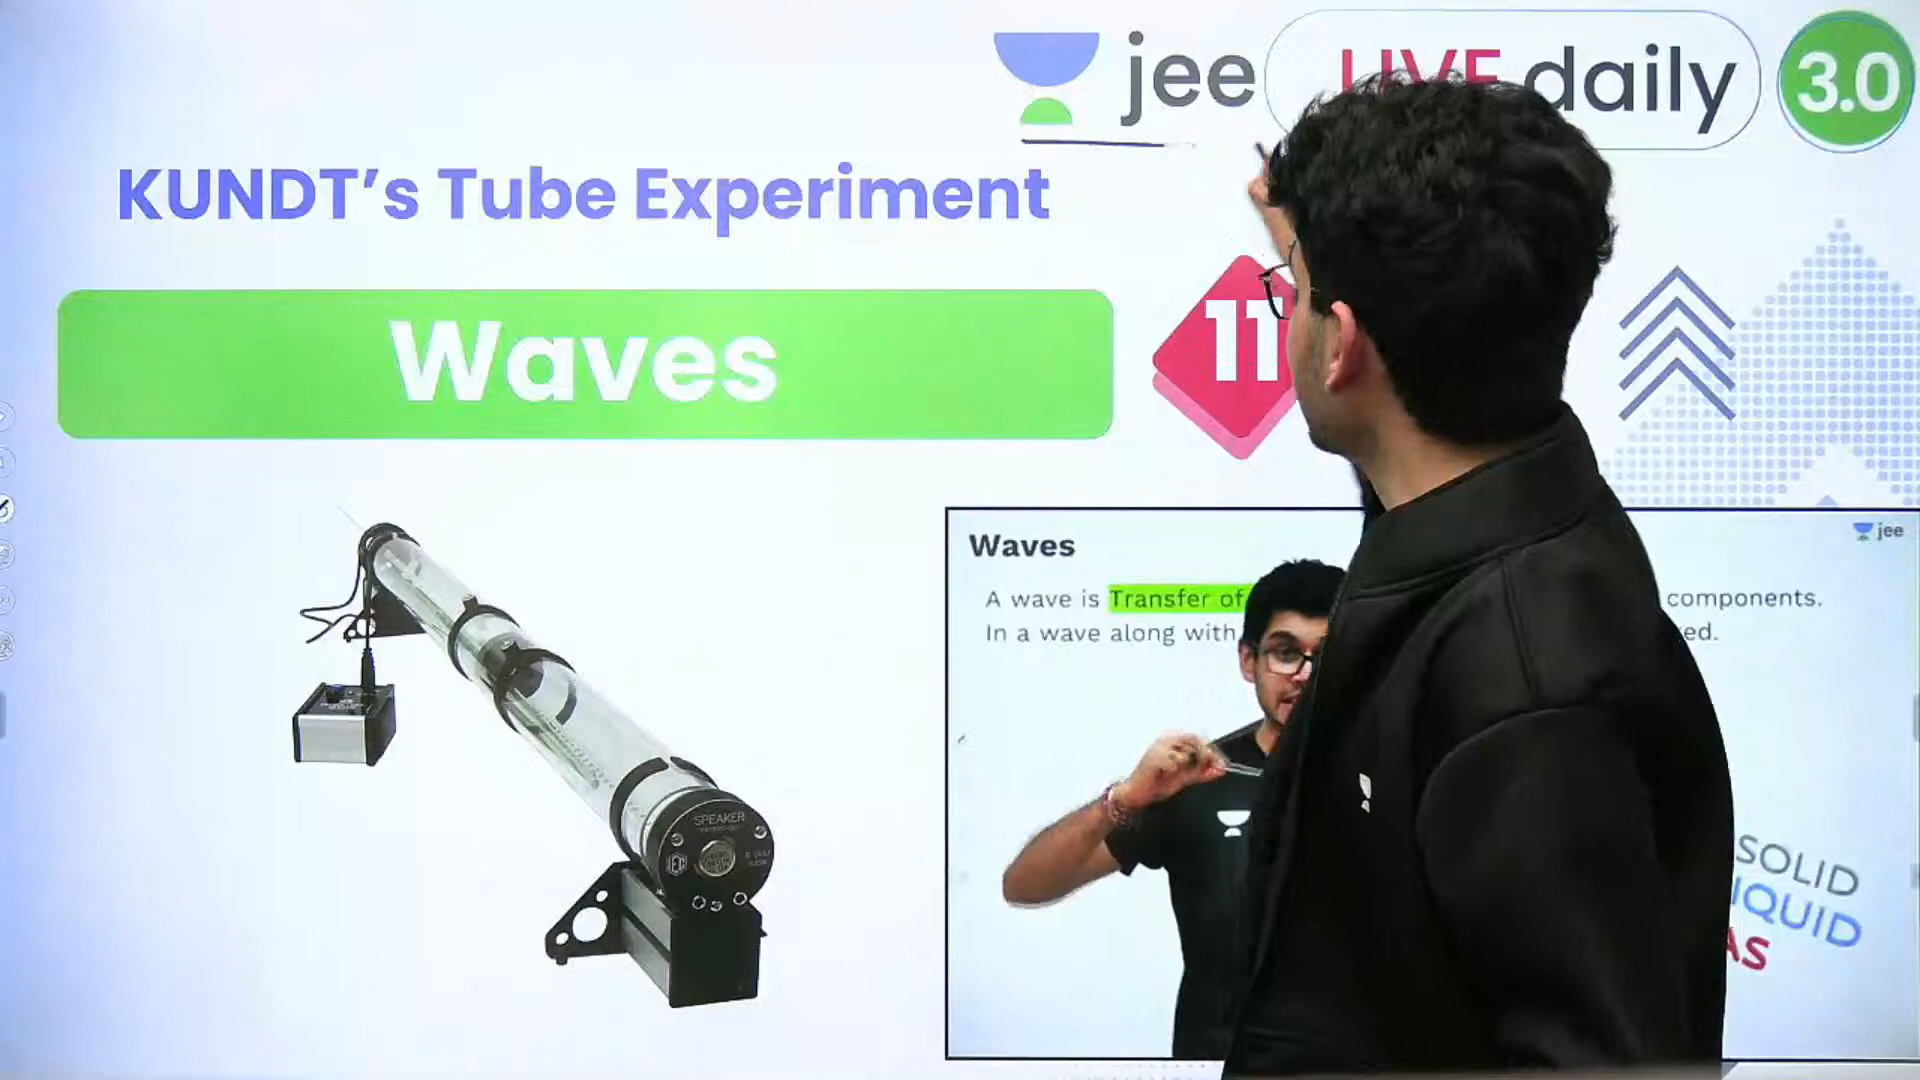 jee LIVE daily 3.0
KUNDT’s Tube Experiment
Waves
11
SPEAKER
Waves
jee
A wave is Transfer of components.
In a wave along with
SOLID